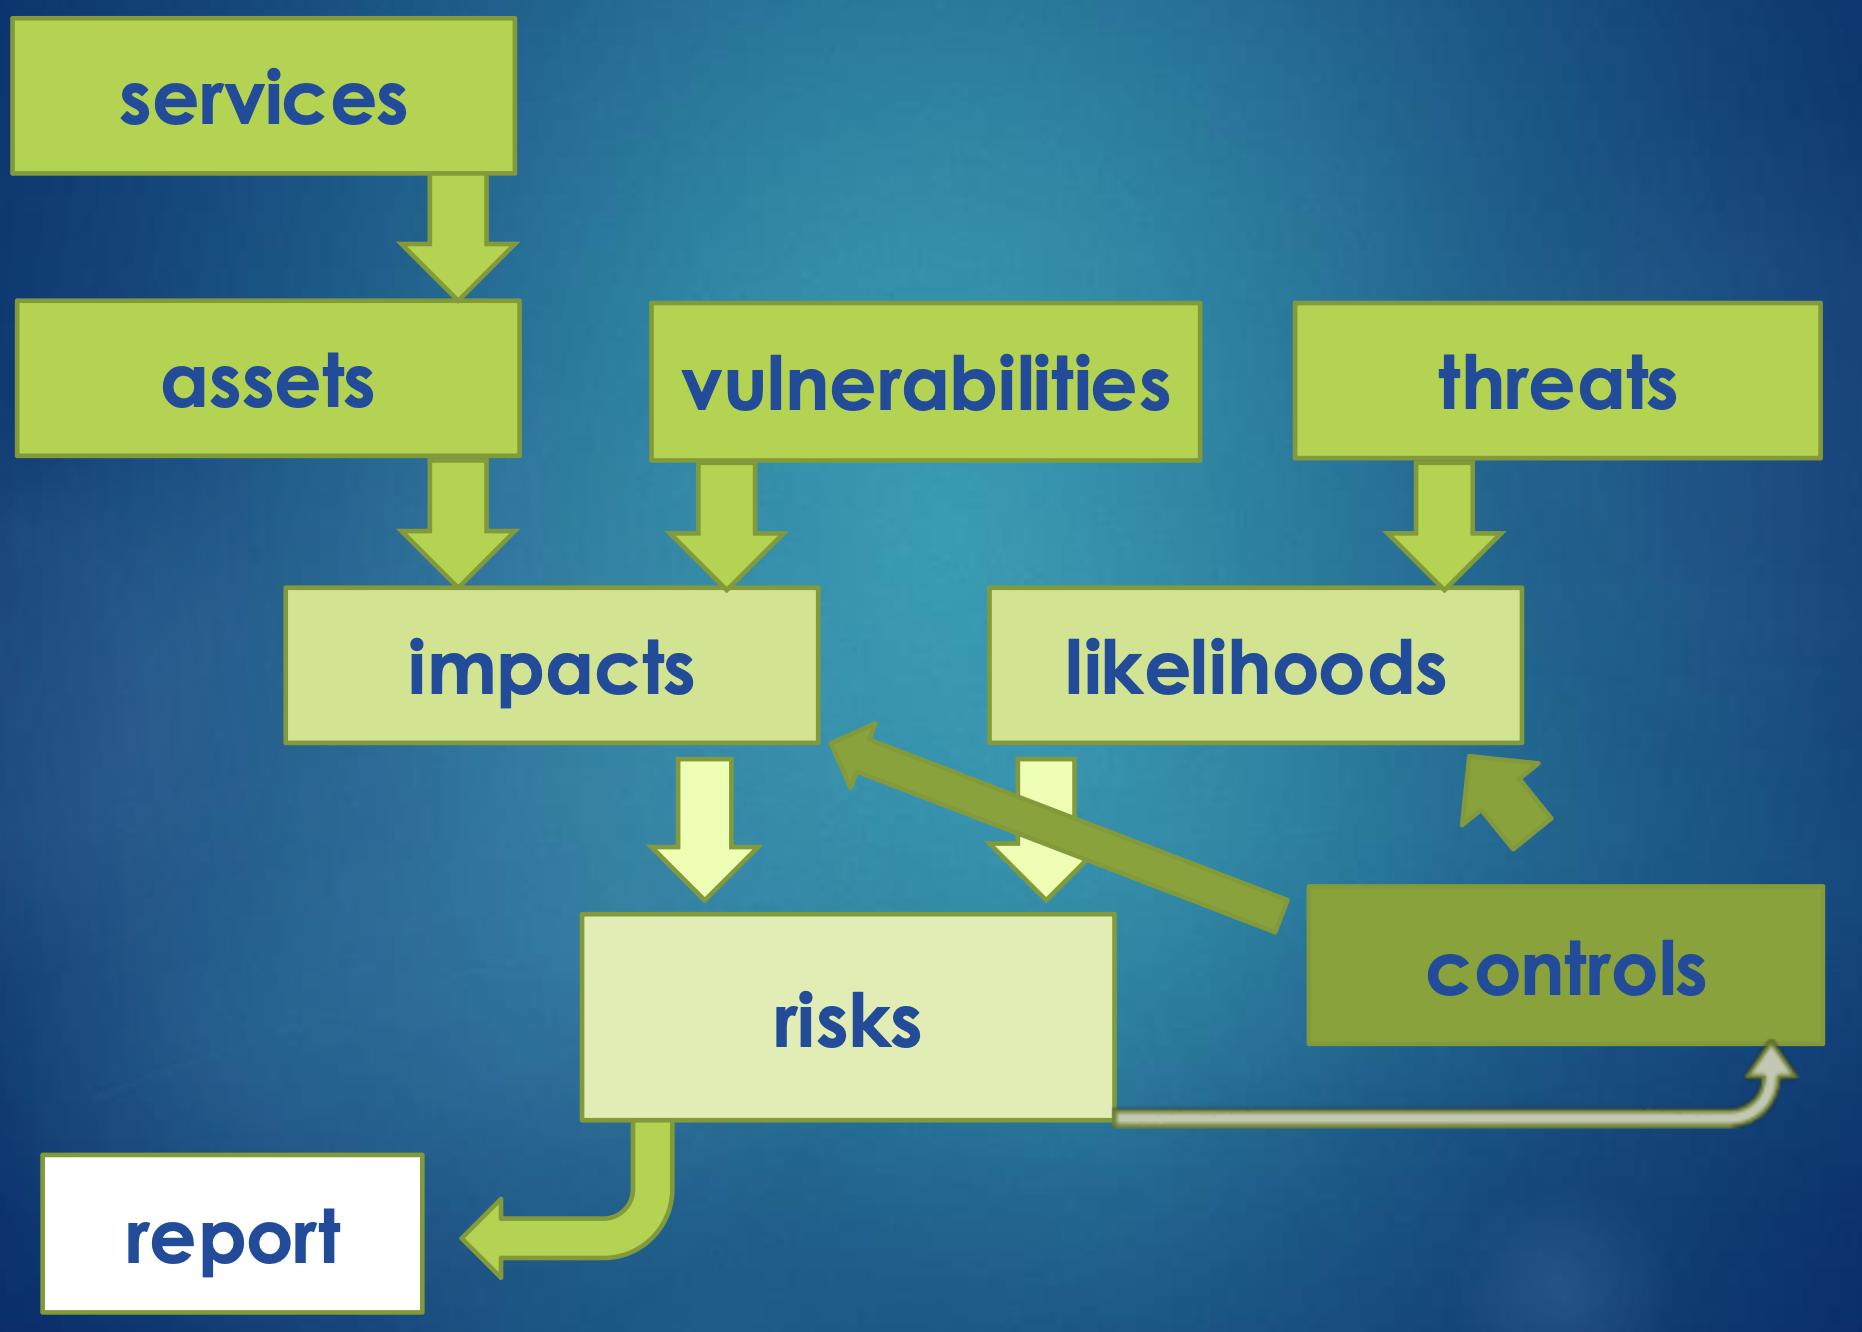 services
assets
vulnerabilities
threats
impacts
likelihoods
risks
controls
report